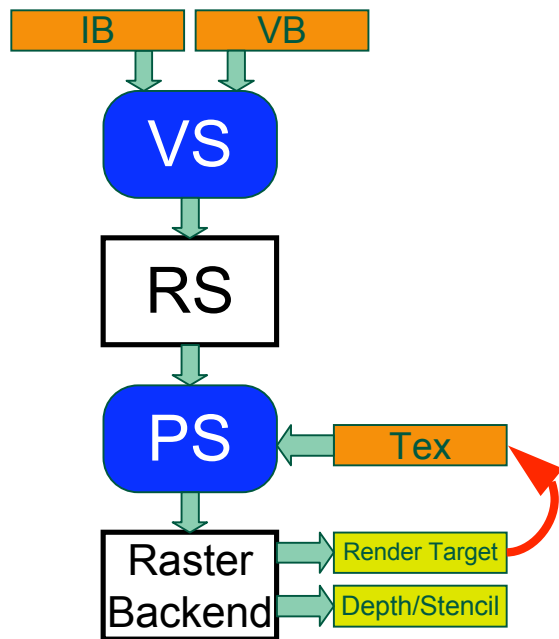 IB
VB
VS
RS
PS
Tex
Raster
Backend
Render Target
Depth/Stencil